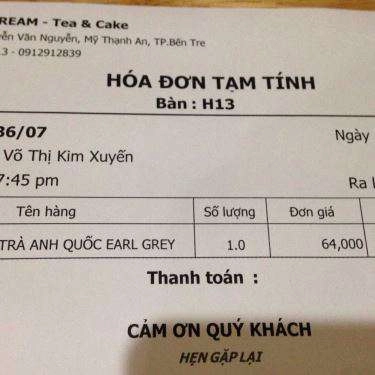 REAM - Tea & Cake
yễn Văn Nguyễn, Mỹ Thạnh An, TP.Bến Tre
13 - 0912912839
HÓA ĐƠN TẠM TÍNH
Bàn : H13
36/07
Ngày
Võ Thị Kim Xuyến
7:45 pm
Ra
Tên hàng Số lượng Đơn giá
TRÀ ANH QUỐC EARL GREY 1.0 64,000
Thanh toán :
CẢM ƠN QUÝ KHÁCH
HẸN GẶP LẠI